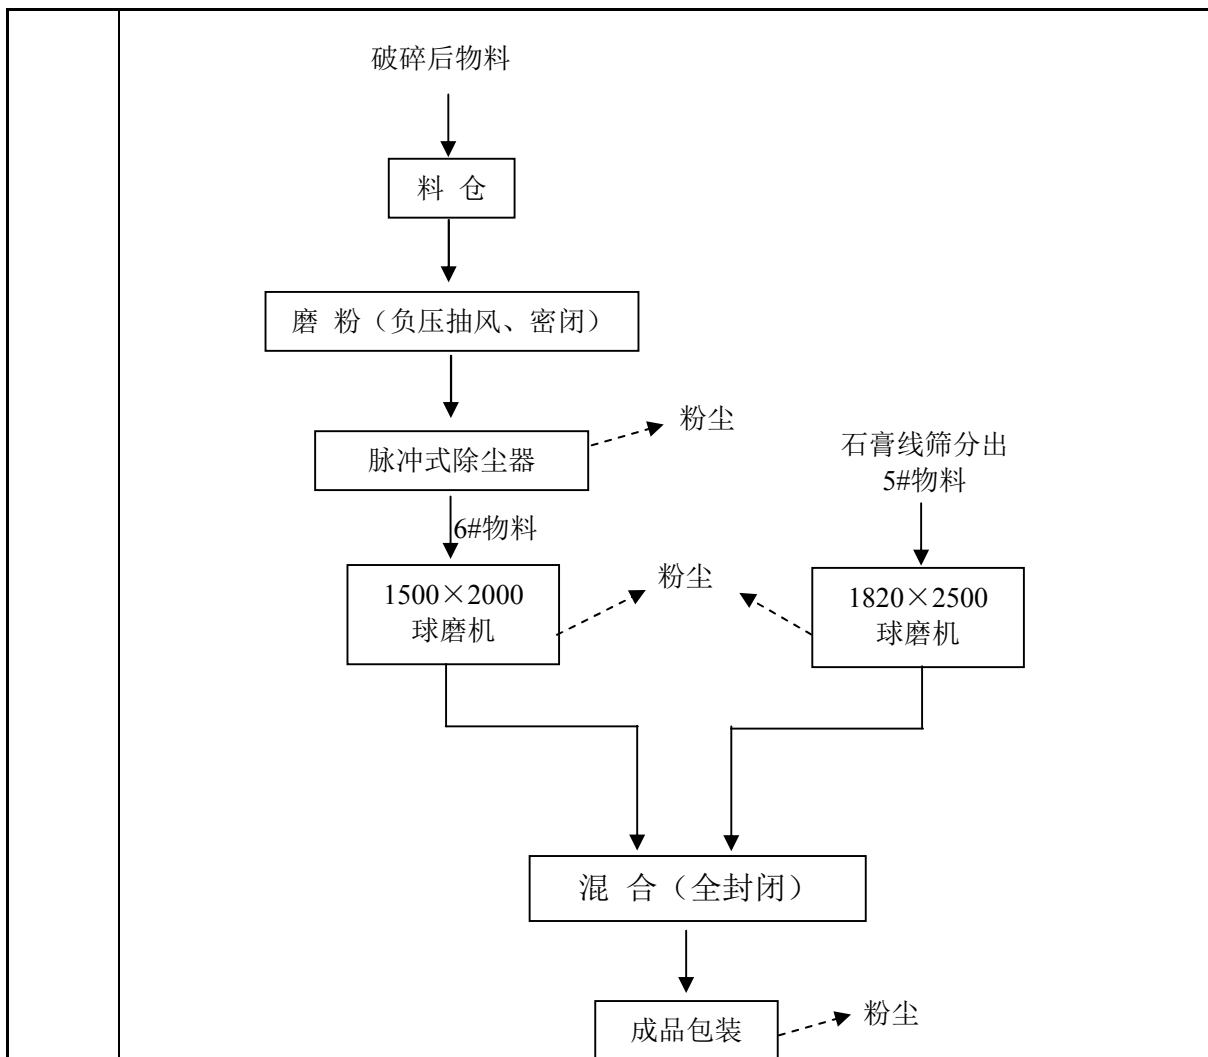 破碎后物料
料 仓
磨 粉（负压抽风、密闭）
粉尘
脉冲式除尘器
石膏线筛分出
5#物料
6#物料
粉尘
1500×2000
球磨机
1820×2500
球磨机
混 合（全封闭）
成品包装
粉尘